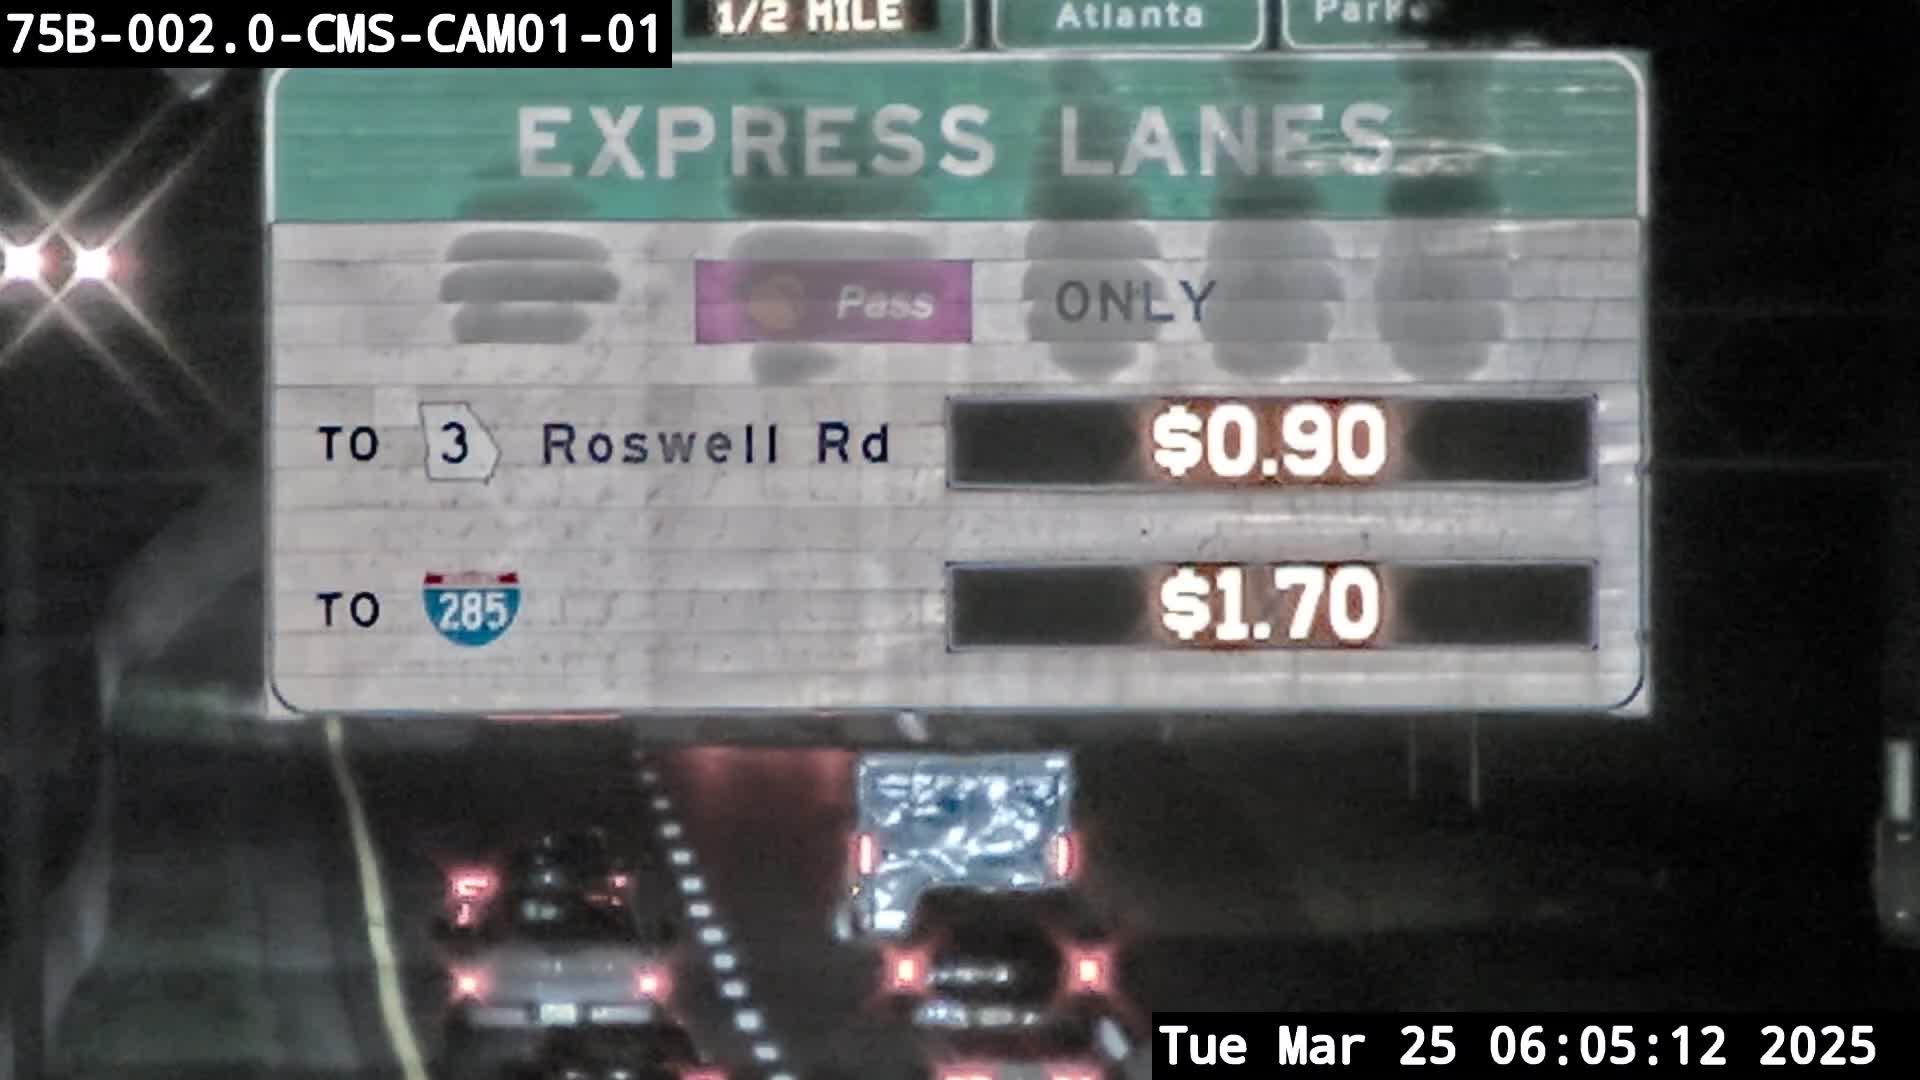 75B-002.0-CMS-CAM01-01
1/2 MILE
Atlanta
EXPRESS LANES
Pass ONLY
TO 3 Roswell Rd $0.90
TO 285 $1.70
Tue Mar 25 06:05:12 2025